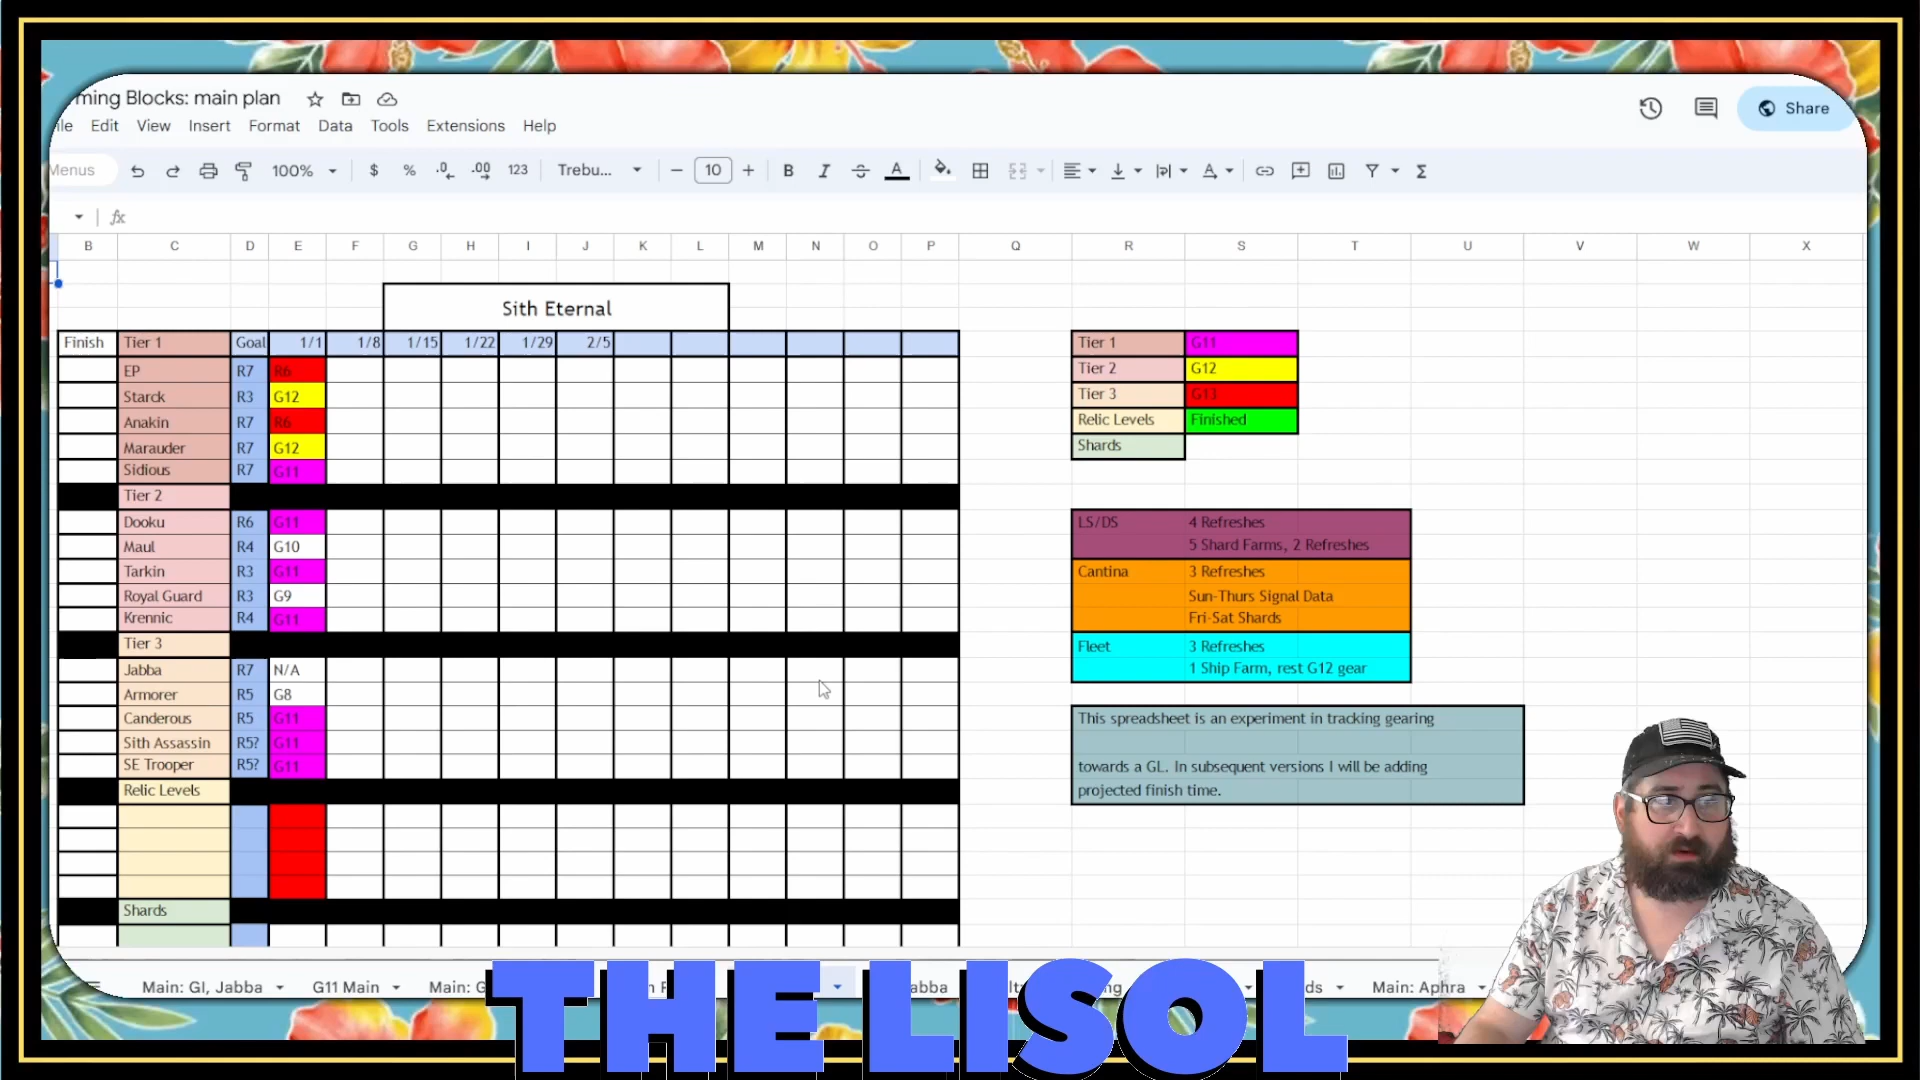 ming Blocks: main plan
ile Edit View Insert Format Data Tools Extensions Help
Share
Menus 100% $ % .0 .00 123 Trebu... − 10 + B I S A Σ
fx
B C D E F G H I J K L M N O P Q R S T U V W X
Sith Eternal
Finish Tier 1 Goal 1/1 1/8 1/15 1/22 1/29 2/5
EP R7 R6
Starck R3 G12
Anakin R7 R6
Marauder R7 G12
Sidious R7 G11
Tier 2
Dooku R6 G11
Maul R4 G10
Tarkin R3 G11
Royal Guard R3 G9
Krennic R4 G11
Tier 3
Jabba R7 N/A
Armorer R5 G8
Canderous R5 G11
Sith Assassin R5? G11
SE Trooper R5? G11
Relic Levels
Shards
Tier 1 G11
Tier 2 G12
Tier 3 G13
Relic Levels Finished
Shards
LS/DS 4 Refreshes
5 Shard Farms, 2 Refreshes
Cantina 3 Refreshes
Sun-Thurs Signal Data
Fri-Sat Shards
Fleet 3 Refreshes
1 Ship Farm, rest G12 gear
This spreadsheet is an experiment in tracking gearing
towards a GL. In subsequent versions I will be adding
projected finish time.
Main: GI, Jabba G11 Main Main: G abba ds Main: Aphra
THE LISOL